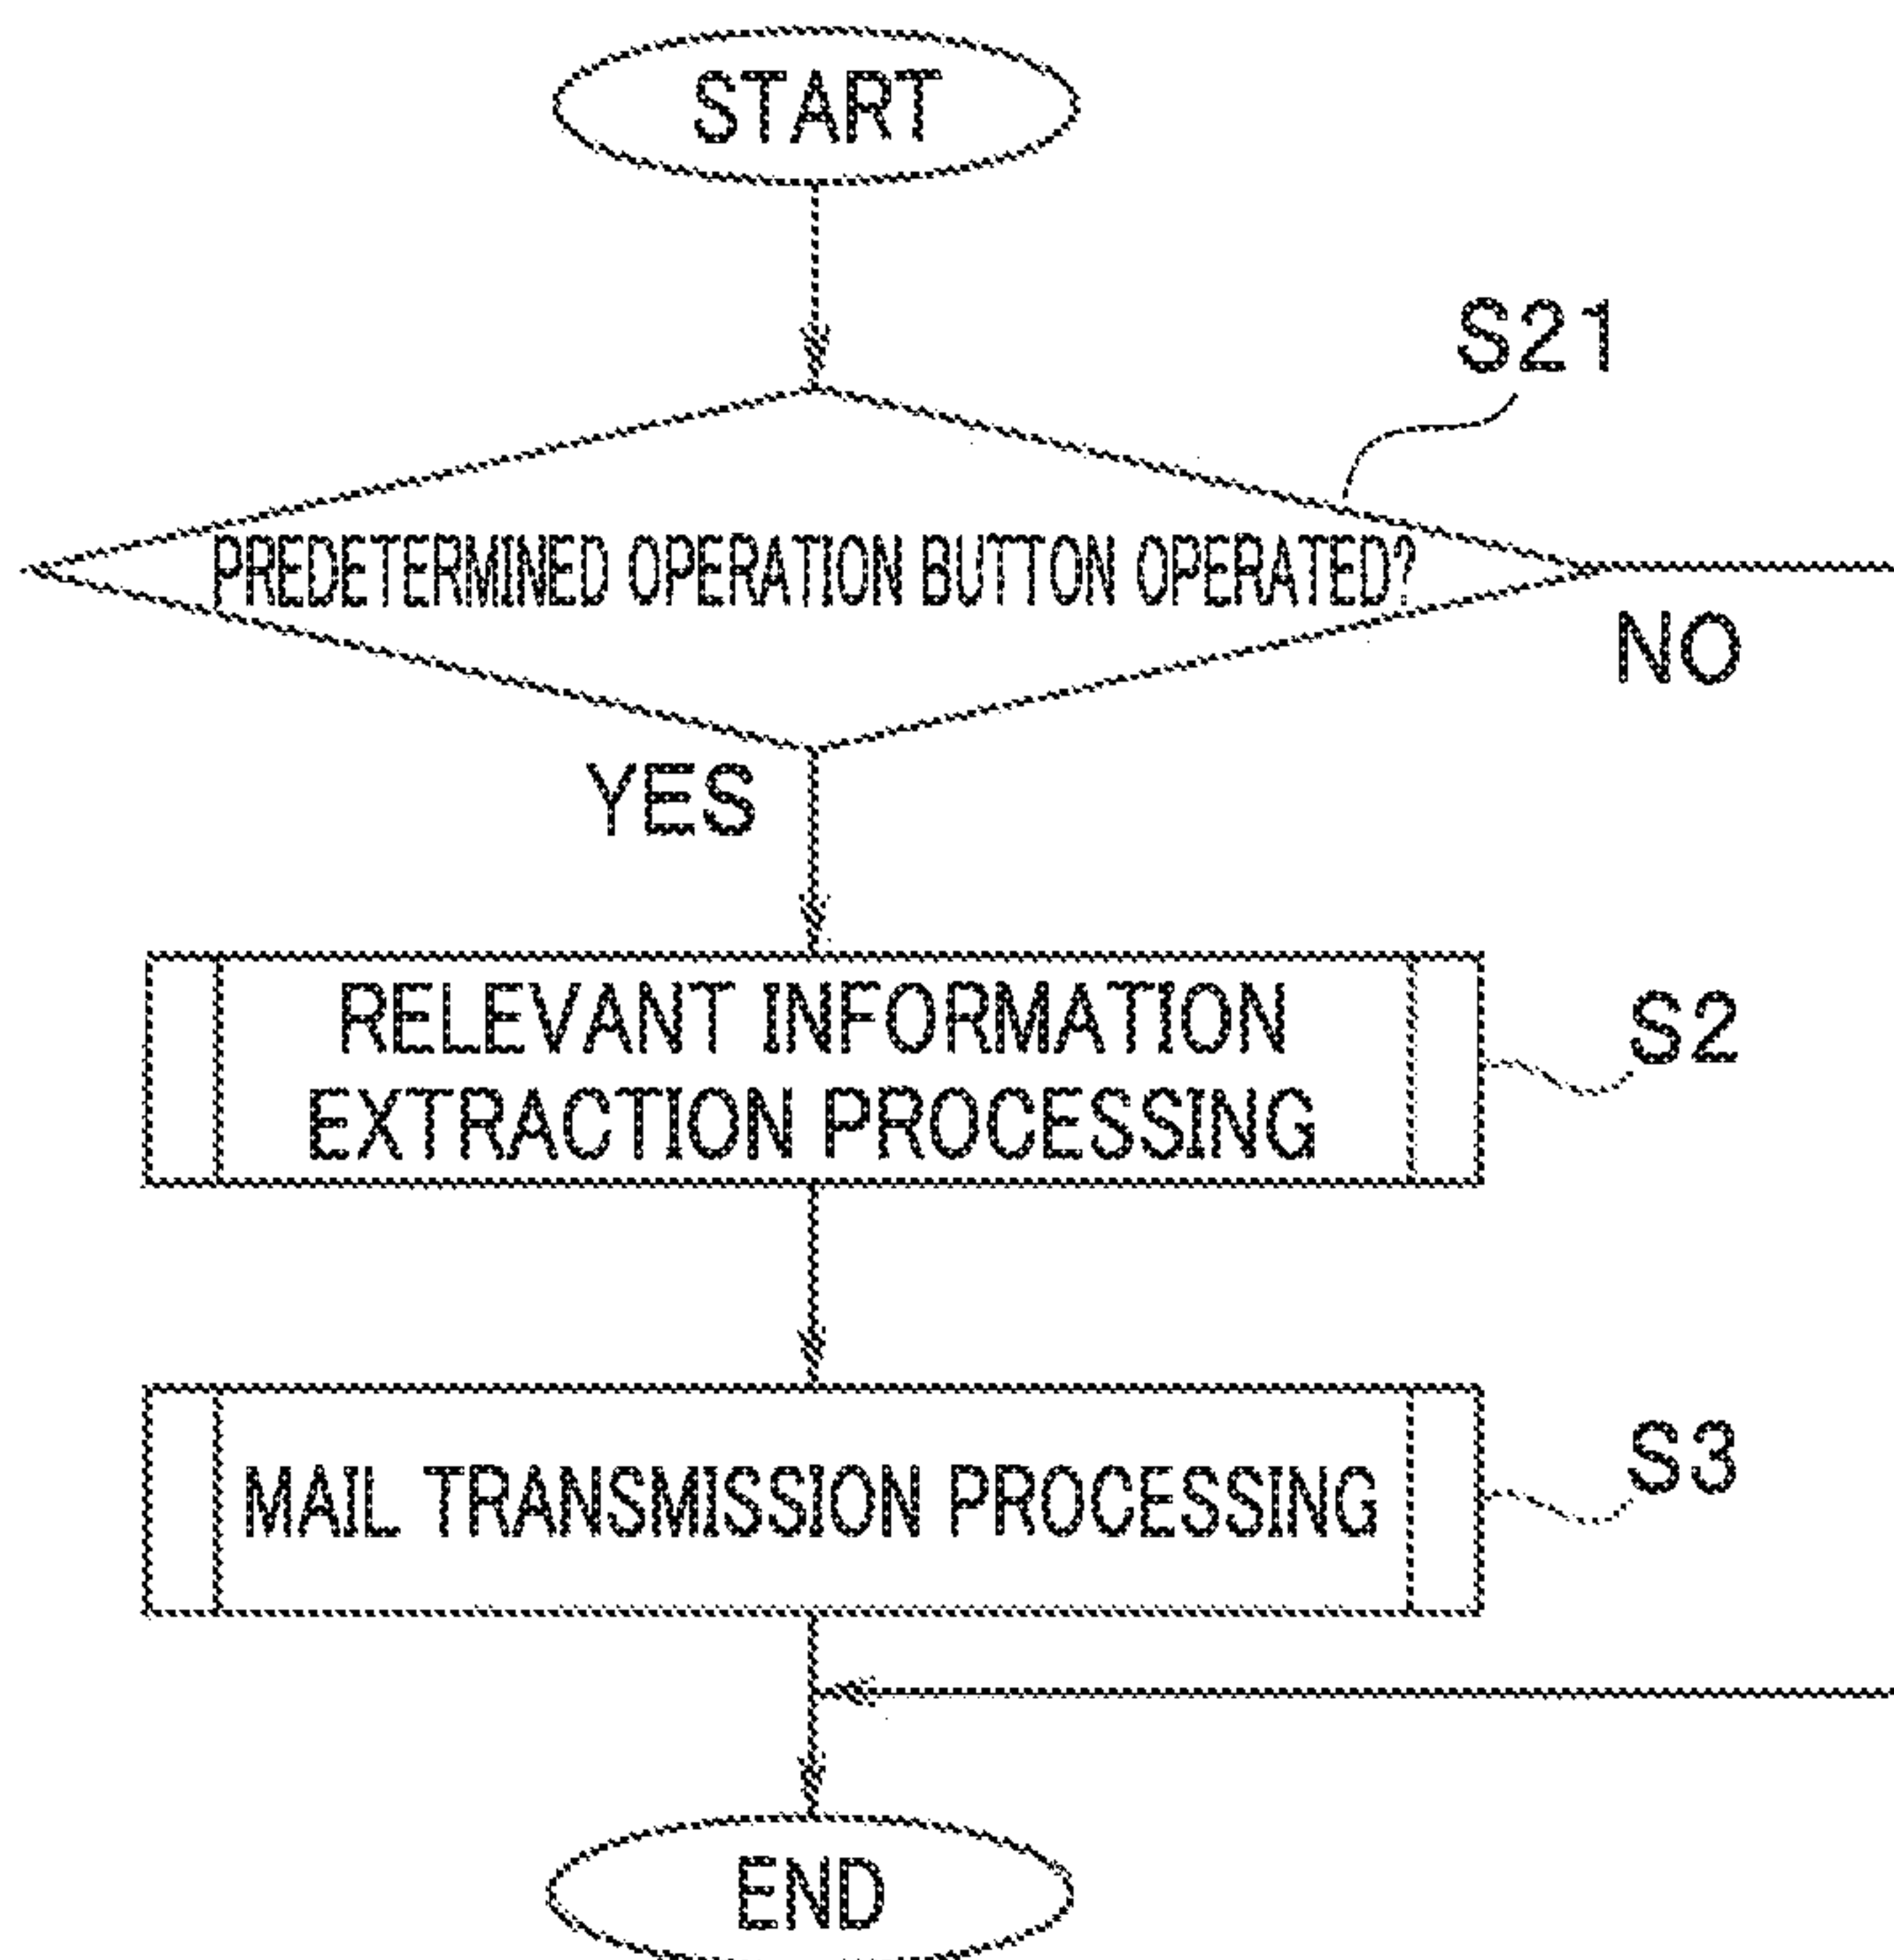 START
S21
PREDETERMINED OPERATION BUTTON OPERATED?
NO
YES
RELEVANT INFORMATION
EXTRACTION PROCESSING
S2
MAIL TRANSMISSION PROCESSING
S3
END